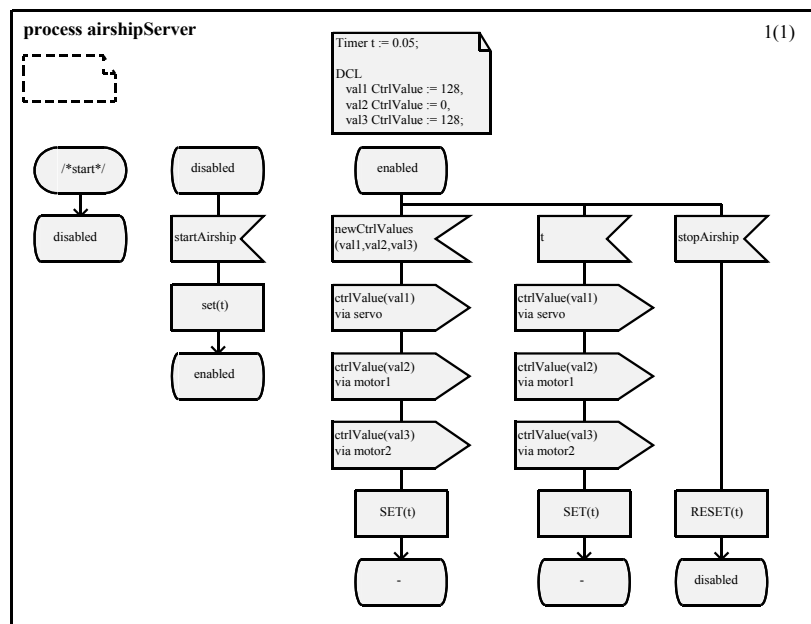 process airshipServer
1(1)
Timer t := 0.05;
DCL
val1 CtrlValue := 128,
val2 CtrlValue := 0,
val3 CtrlValue := 128;
/*start*/
disabled
disabled
startAirship
set(t)
enabled
enabled
newCtrlValues
(val1,val2,val3)
ctrlValue(val1)
via servo
ctrlValue(val2)
via motor1
ctrlValue(val3)
via motor2
SET(t)
-
t
ctrlValue(val1)
via servo
ctrlValue(val2)
via motor1
ctrlValue(val3)
via motor2
SET(t)
-
stopAirship
RESET(t)
disabled